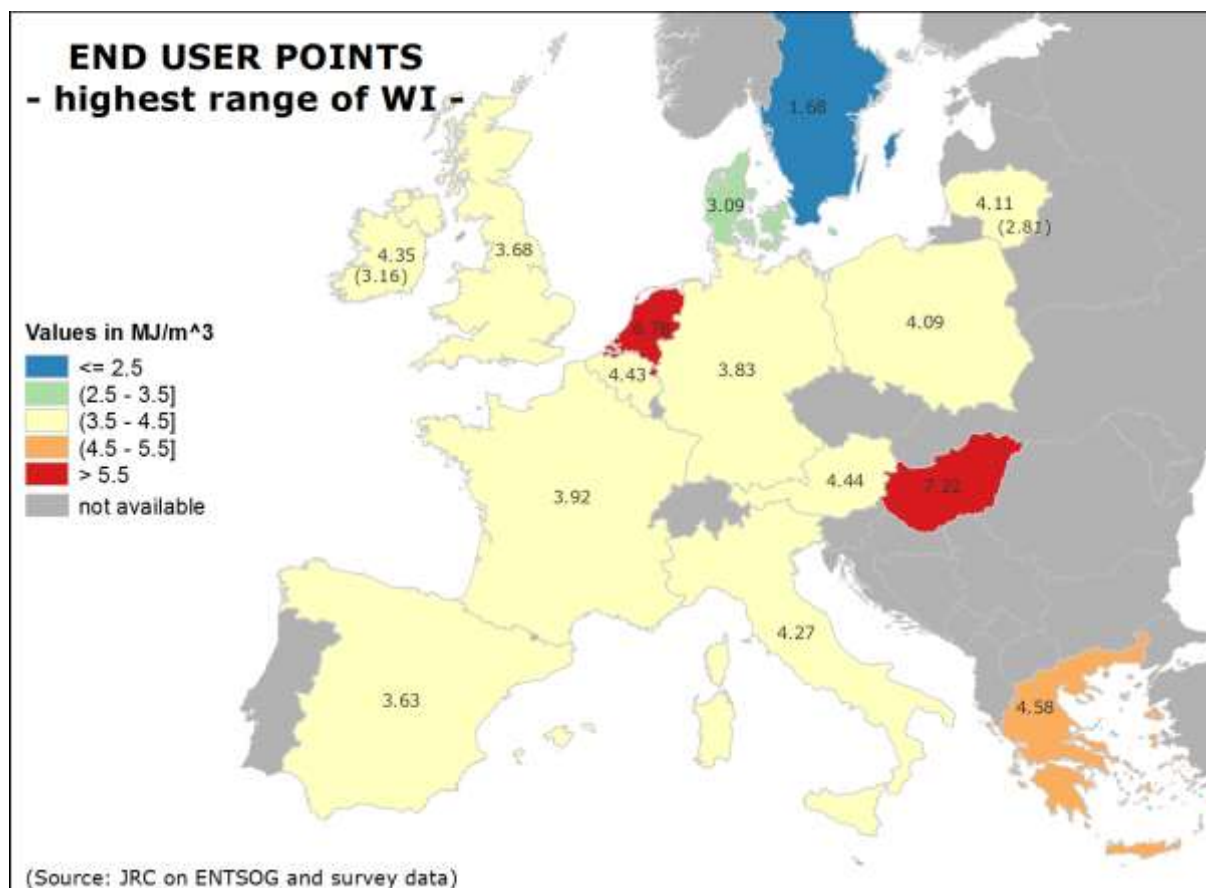 END USER POINTS
- highest range of WI -
1.68
3.09
4.11
(2.81)
4.35
(3.16)
3.68
4.09
4.43
3.83
Values in MJ/m^3
<= 2.5
(2.5 - 3.5]
(3.5 - 4.5]
(4.5 - 5.5]
> 5.5
not available
3.92
4.44
7.22
4.27
3.63
4.58
(Source: JRC on ENTSOG and survey data)